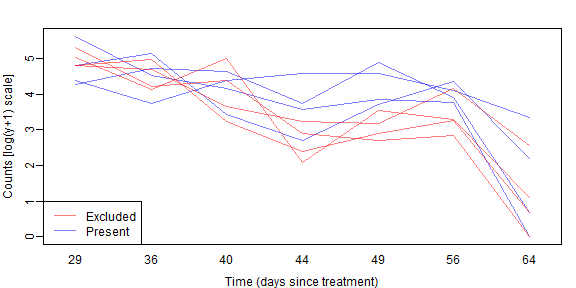 Counts [log(y+1) scale]
5
4
3
2
1
0
Excluded
Present
29 36 40 44 49 56 64
Time (days since treatment)